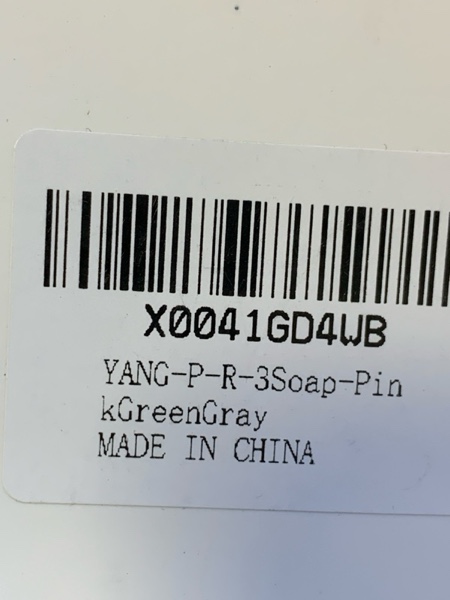 X0041GD4WB
YANG-P-R-3Soap-Pin
kGreenGray
MADE IN CHINA